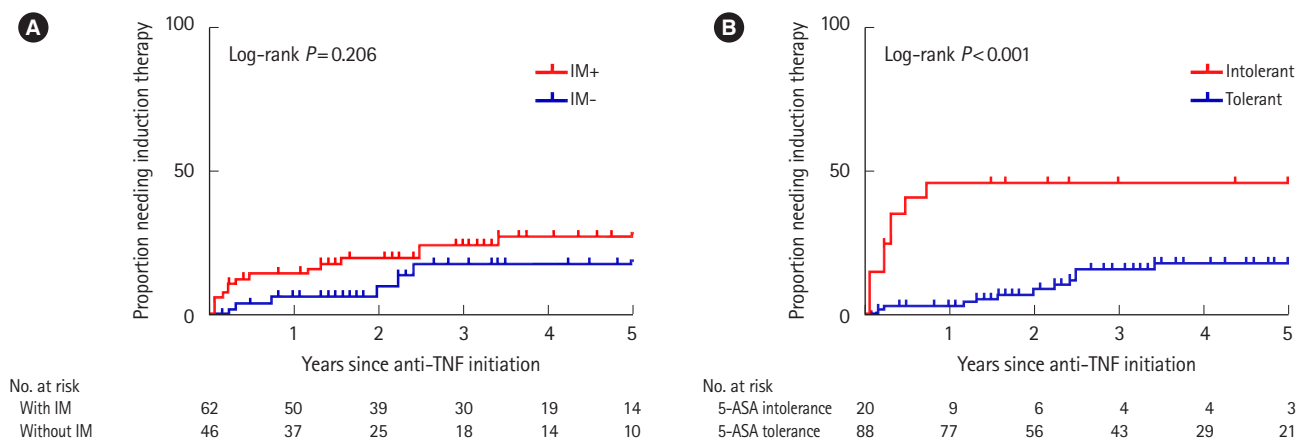 A
100
50
0
Proportion needing induction therapy
Log-rank P=0.206
IM+
IM-
1 2 3 4 5
Years since anti-TNF initiation
No. at risk
With IM 62 50 39 30 19 14
Without IM 46 37 25 18 14 10
B
100
50
0
Proportion needing induction therapy
Log-rank P<0.001
Intolerant
Tolerant
1 2 3 4 5
Years since anti-TNF initiation
No. at risk
5-ASA intolerance 20 9 6 4 4 3
5-ASA tolerance 88 77 56 43 29 21